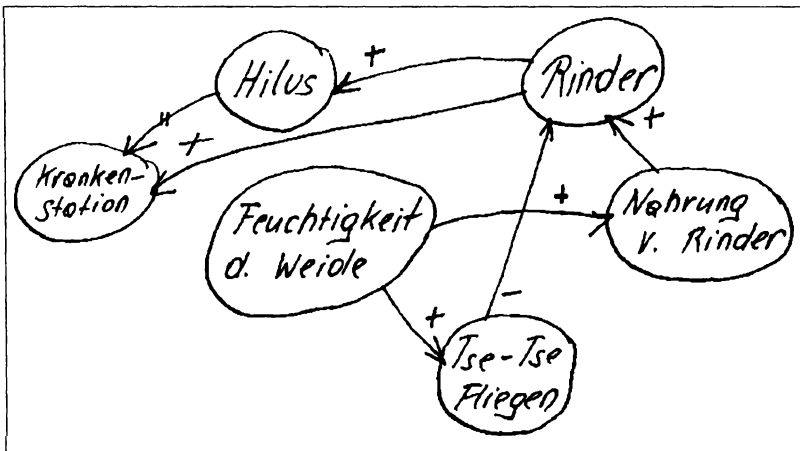 Hilus
+
Rinder
"
+
+
Kranken-
station
Feuchtigkeit
d. Weide
+
Nahrung
v. Rinder
-
+
Tse-Tse
Fliegen